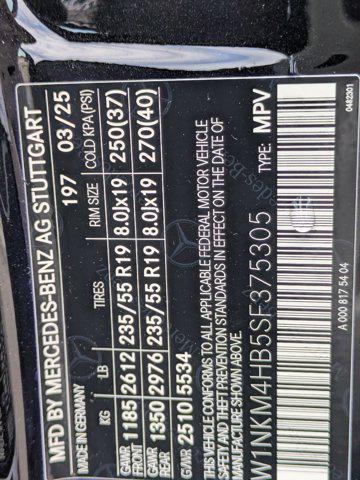 MFD BY MERCEDES-BENZ AG STUTTGART
197 03/25
KG LB TIRES RIM SIZE COLD KPA(PSI)
GAWR FRONT 1185 2612 235/55 R19 8.0Jx19 250(37)
GAWR REAR 1350 2976 235/55 R19 8.0Jx19 270(40)
GVWR 2510 5534
THIS VEHICLE CONFORMS TO ALL APPLICABLE FEDERAL MOTOR VEHICLE
SAFETY AND THEFT PREVENTION STANDARDS IN EFFECT ON THE DATE OF
MANUFACTURE SHOWN ABOVE.
W1NKM4HB5SF375305 TYPE: MPV
A 000 817 54 04 0482301